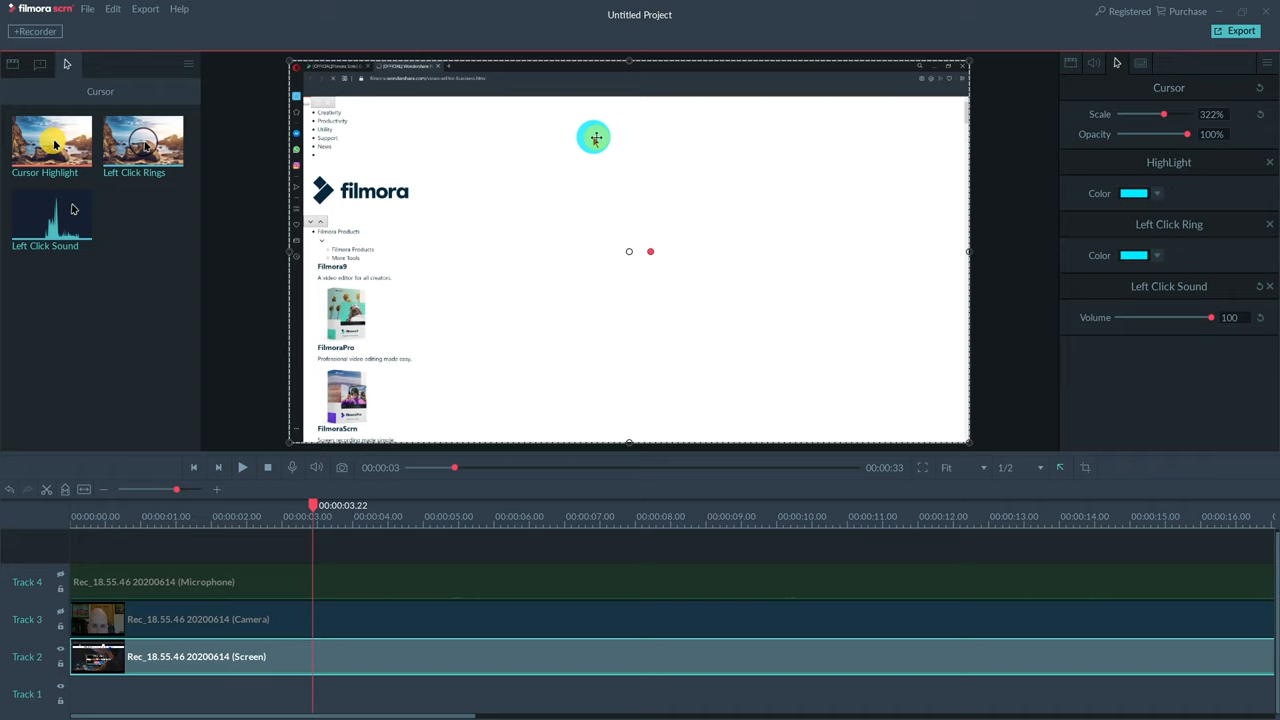 filmora scrn
File
Edit
Export
Help
Untitled Project
Registered
Purchase
+Recorder
Export
Cursor
Cursor Highlight
Left Click Rings
Left Click Sound
[OFFICIAL] Wondershare
Creativity
Productivity
Utility
Support
News
filmora
Filmora Products
Filmora Products
More Tools
Filmora9
A video editor for all creators.
FilmoraPro
Professional video editing made easy.
FilmoraScrn
Screen recording made simple.
Cursor
Scale
322%
Opacity
100%
HighLight
Color
Left Click Ring
Color
Left Click Sound
Volume
100
00:00:03
00:00:33
Fit
1/2
00:00:03.22
00:00:00.00
00:00:01.00
00:00:02.00
00:00:03.00
00:00:04.00
00:00:05.00
00:00:06.00
00:00:07.00
00:00:08.00
00:00:09.00
00:00:10.00
00:00:11.00
00:00:12.00
00:00:13.00
00:00:14.00
00:00:15.00
00:00:16.00
Track 4
Rec_18.55.46 20200614 (Microphone)
Track 3
Rec_18.55.46 20200614 (Camera)
Track 2
Rec_18.55.46 20200614 (Screen)
Track 1